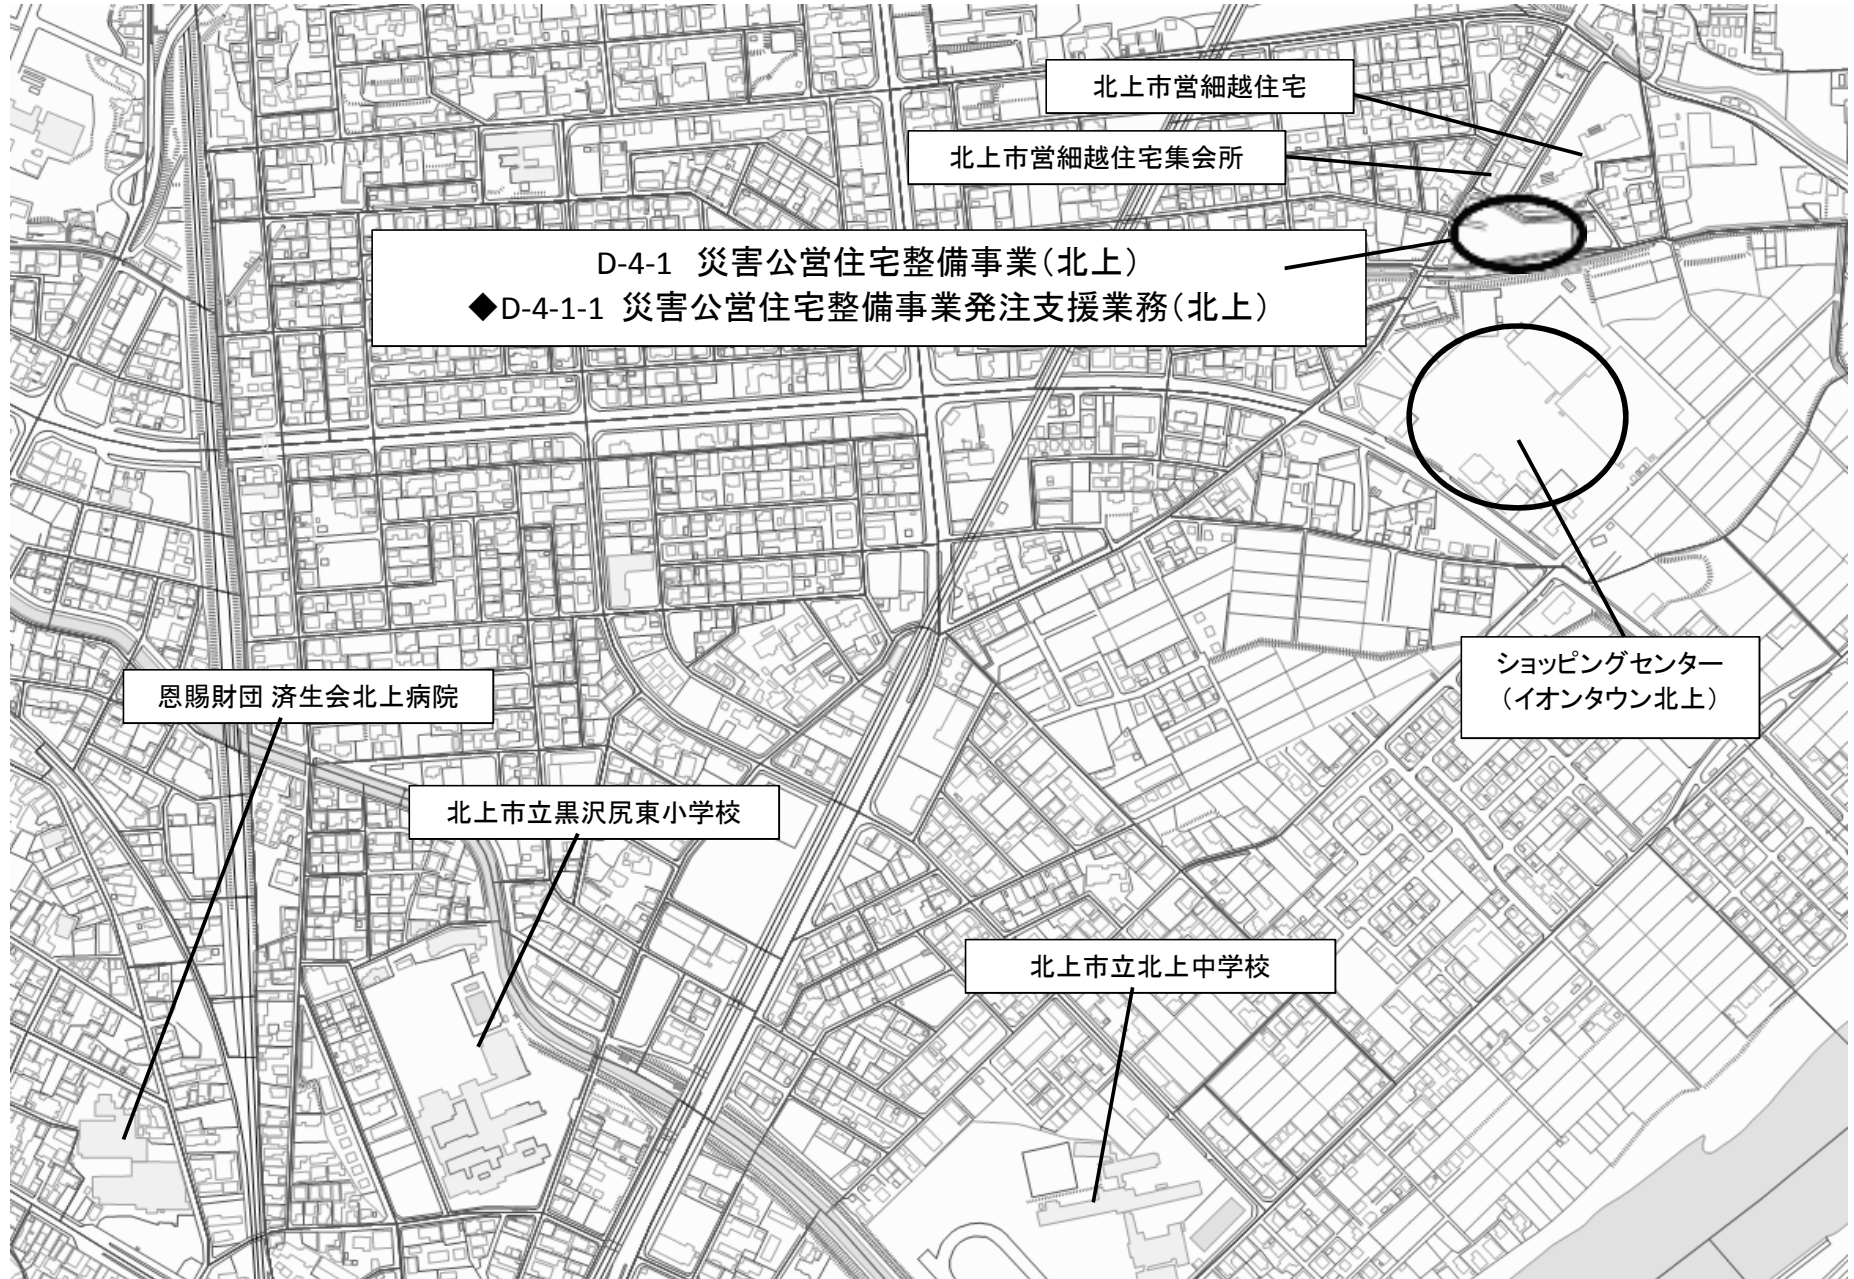 北上市営細越住宅
北上市営細越住宅集会所
D-4-1 災害公営住宅整備事業(北上)
◆D-4-1-1 災害公営住宅整備事業発注支援業務(北上)
ショッピングセンター
(イオンタウン北上)
恩賜財団 済生会北上病院
北上市立黒沢尻東小学校
北上市立北上中学校